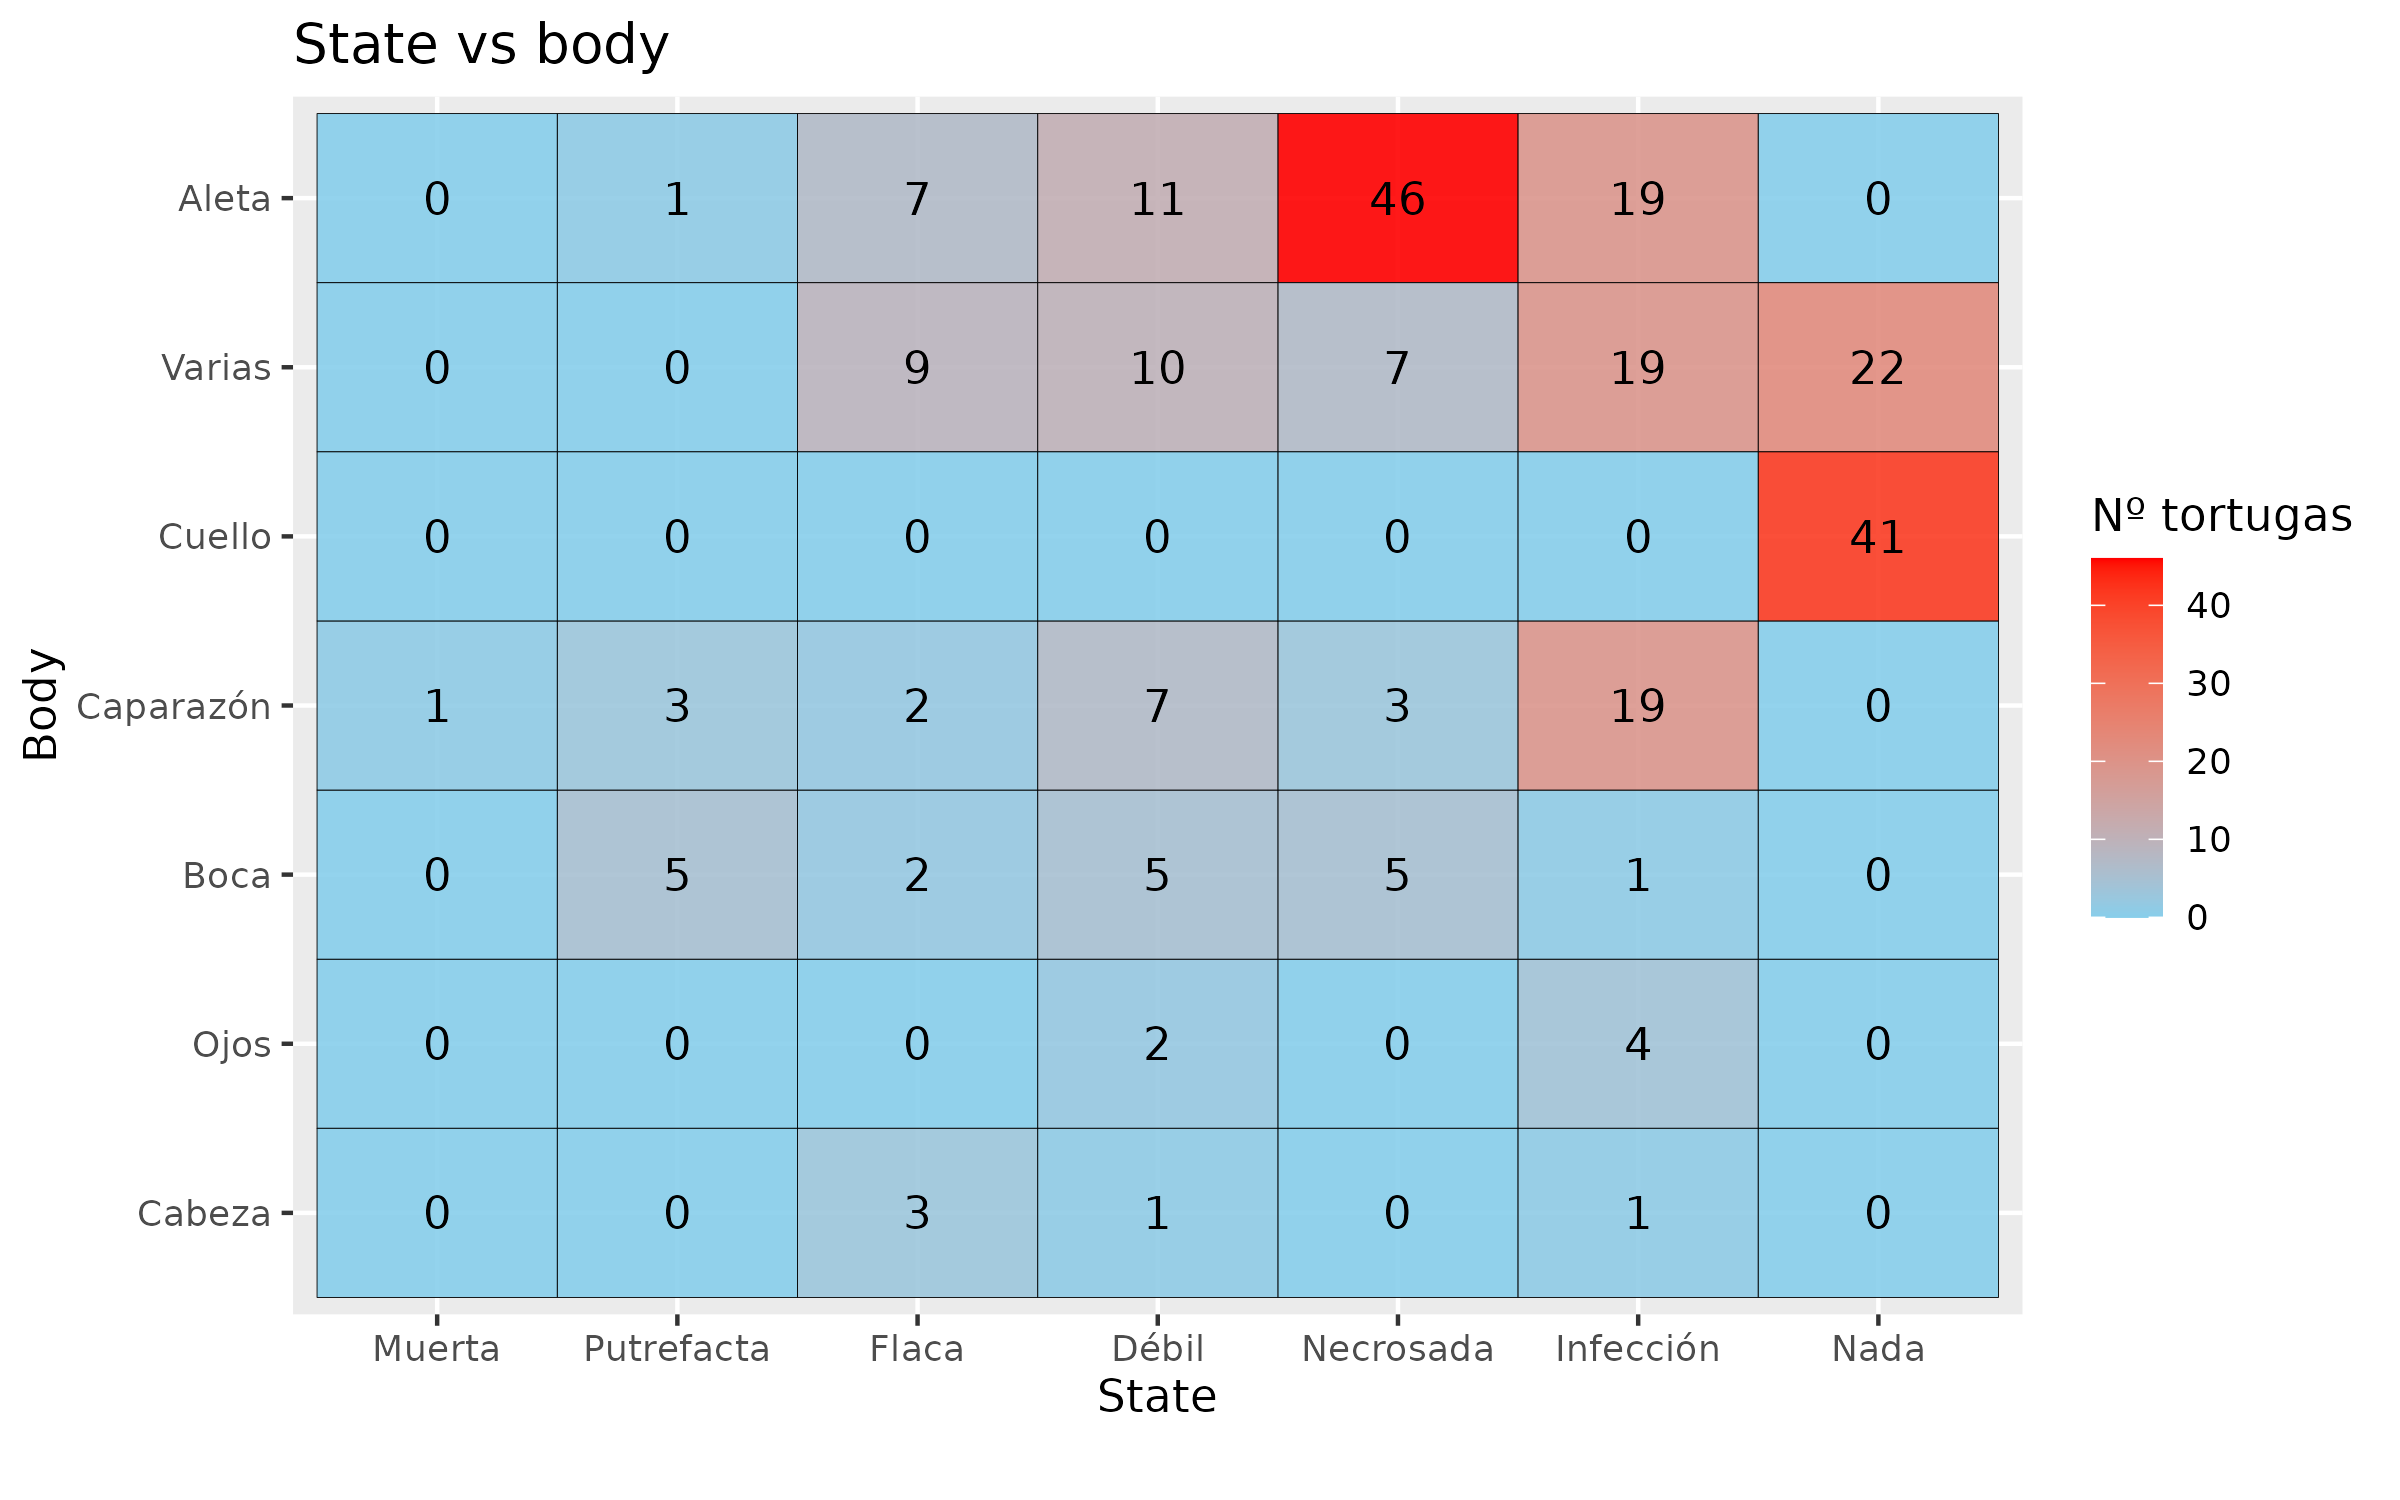 State vs body
Aleta 0 1 7 11 46 19 0
Varias 0 0 9 10 7 19 22
Cuello 0 0 0 0 0 0 41
Caparazón 1 3 2 7 3 19 0
Boca 0 5 2 5 5 1 0
Ojos 0 0 0 2 0 4 0
Cabeza 0 0 3 1 0 1 0
Muerta Putrefacta Flaca Débil Necrosada Infección Nada
State
Body
Nº tortugas
40
30
20
10
0